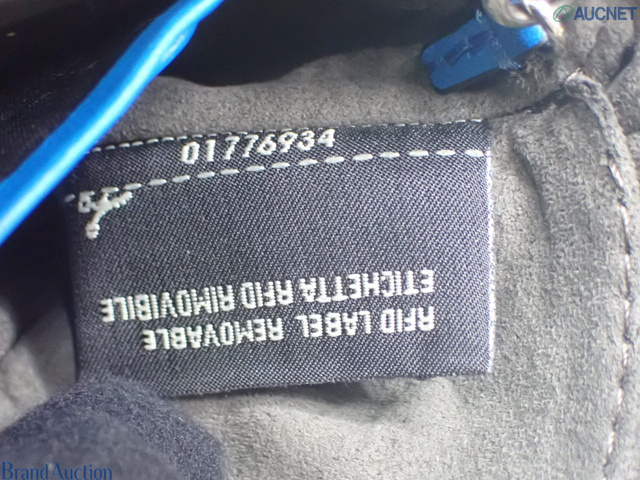 AUCNET
01776934
RFID LABEL REMOVABLE
ETICHETTA RFID RIMOVIBILE
Brand Auction